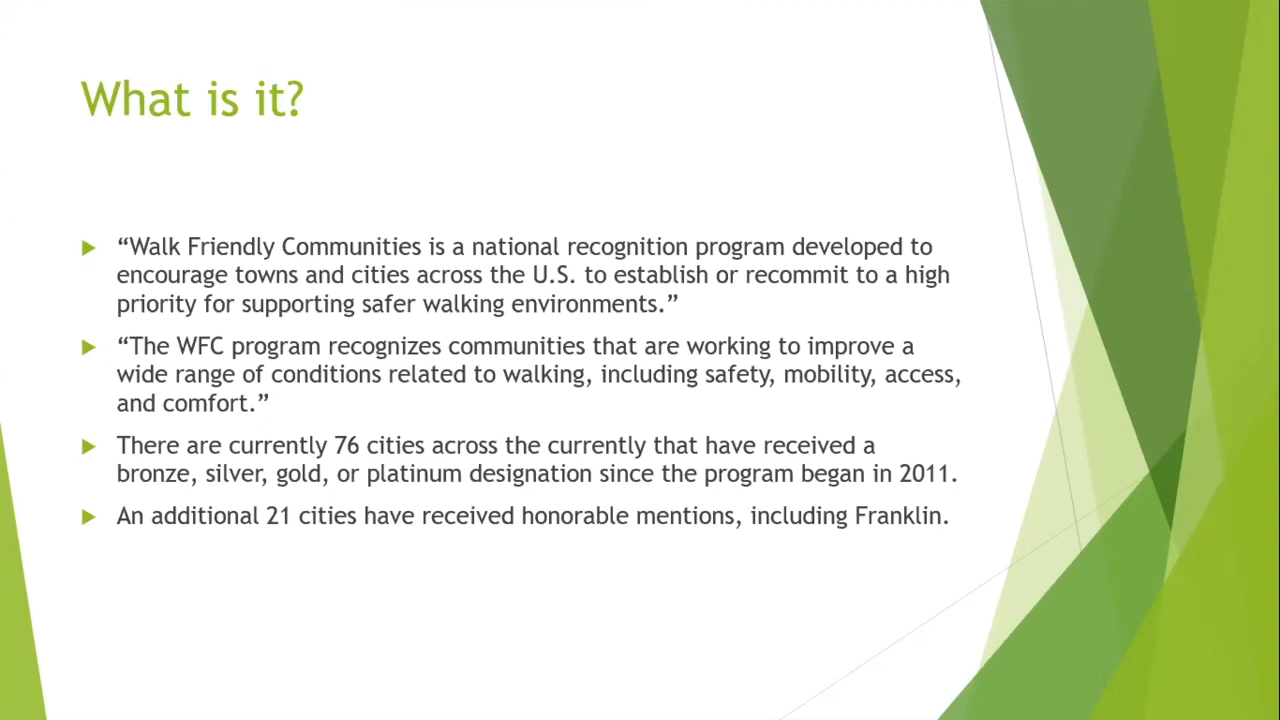 What is it?
“Walk Friendly Communities is a national recognition program developed to
encourage towns and cities across the U.S. to establish or recommit to a high
priority for supporting safer walking environments.”
“The WFC program recognizes communities that are working to improve a
wide range of conditions related to walking, including safety, mobility, access,
and comfort.”
There are currently 76 cities across the currently that have received a
bronze, silver, gold, or platinum designation since the program began in 2011.
An additional 21 cities have received honorable mentions, including Franklin.